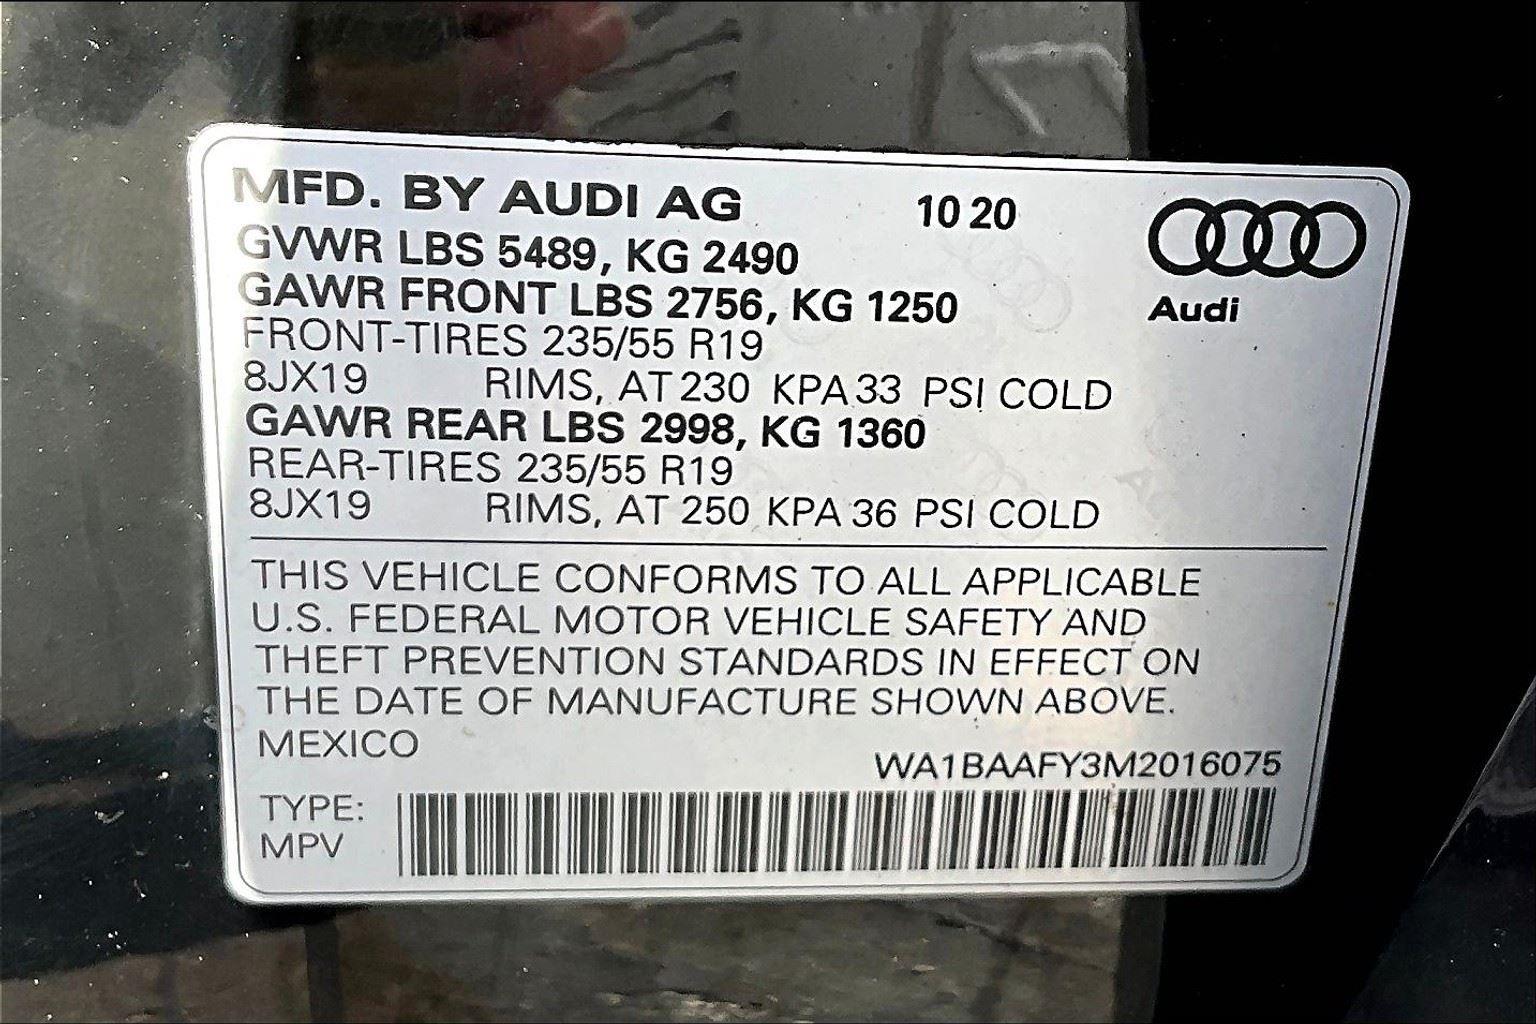 MFD. BY AUDI AG 10 20
GVWR LBS 5489, KG 2490
GAWR FRONT LBS 2756, KG 1250
Audi
FRONT-TIRES 235/55 R19
8JX19 RIMS, AT 230 KPA 33 PSI COLD
GAWR REAR LBS 2998, KG 1360
REAR-TIRES 235/55 R19
8JX19 RIMS, AT 250 KPA 36 PSI COLD
THIS VEHICLE CONFORMS TO ALL APPLICABLE
U.S. FEDERAL MOTOR VEHICLE SAFETY AND
THEFT PREVENTION STANDARDS IN EFFECT ON
THE DATE OF MANUFACTURE SHOWN ABOVE.
MEXICO
WA1BAAFY3M2016075
TYPE:
MPV